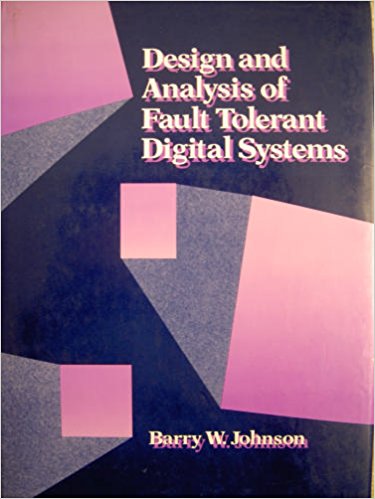 Design and
Analysis of
Fault Tolerant
Digital Systems
Barry W. Johnson